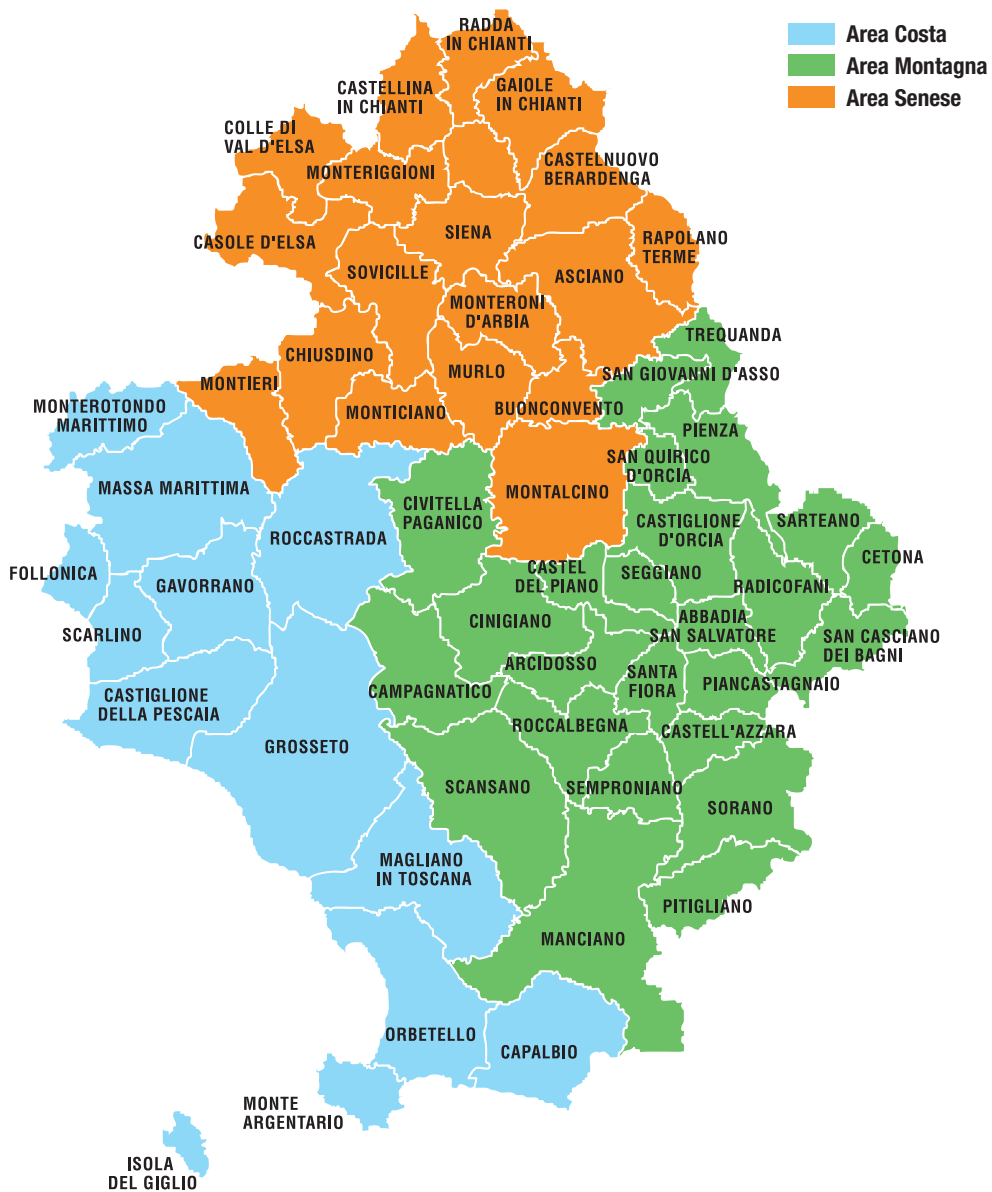 RADDA
IN CHIANTI
Area Costa
Area Montagna
Area Senese
CASTELLINA
IN CHIANTI
GAIOLE
IN CHIANTI
COLLE DI
VAL D'ELSA
MONTERIGGIONI
CASTELNUOVO
BERARDENGA
CASOLE D'ELSA
SIENA
RAPOLANO
TERME
SOVICILLE
ASCIANO
MONTERONI
D'ARBIA
TREQUANDA
CHIUSDINO
MURLO
SAN GIOVANNI D'ASSO
MONTIERI
MONTEROTONDO
MARITTIMO
MONTICIANO
BUONCONVENTO
PIENZA
SAN QUIRICO
D'ORCIA
MASSA MARITTIMA
MONTALCINO
CIVITELLA
PAGANICO
CASTIGLIONE
D'ORCIA
SARTEANO
ROCCASTRADA
CETONA
FOLLONICA
GAVORRANO
CASTEL
DEL PIANO
SEGGIANO
RADICOFANI
SCARLINO
CINIGIANO
ABBADIA
SAN SALVATORE
SAN CASCIANO
DEI BAGNI
ARCIDOSSO
SANTA
FIORA
PIANCASTAGNAIO
CASTIGLIONE
DELLA PESCAIA
CAMPAGNATICO
ROCCALBEGNA
CASTELL'AZZARA
GROSSETO
SCANSANO
SEMPRONIANO
SORANO
MAGLIANO
IN TOSCANA
PITIGLIANO
MANCIANO
ORBETELLO
CAPALBIO
MONTE
ARGENTARIO
ISOLA
DEL GIGLIO